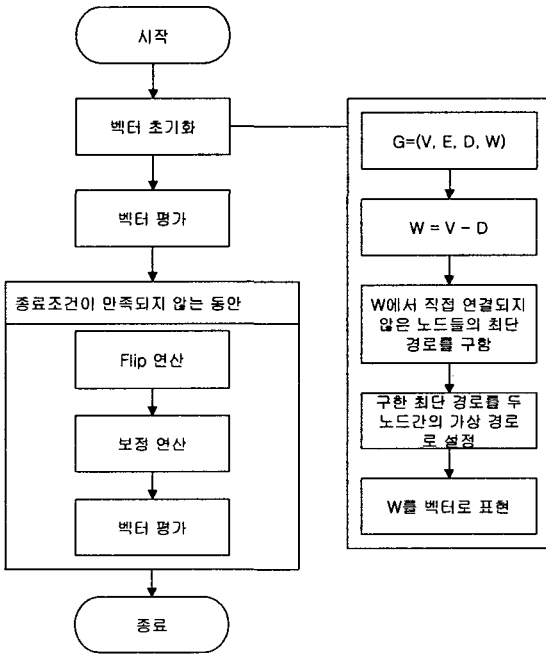 시작
벡터 초기화
벡터 평가
종료조건이 만족되지 않는 동안
Flip 연산
보정 연산
벡터 평가
종료
G=(V, E, D, W)
W = V - D
W에서 직접 연결되지
않은 노드들의 최단
경로를 구함
구한 최단 경로를 두
노드간의 가상 경로
로 설정
W를 벡터로 표현